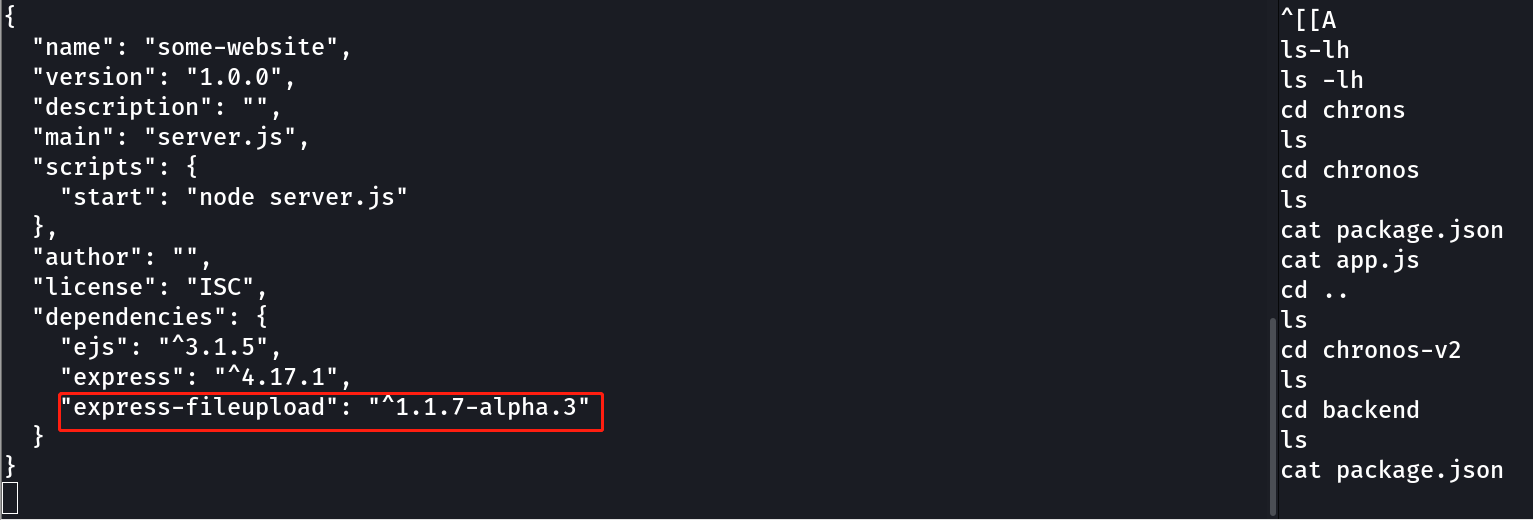 {
  "name": "some-website",
  "version": "1.0.0",
  "description": "",
  "main": "server.js",
  "scripts": {
    "start": "node server.js"
  },
  "author": "",
  "license": "ISC",
  "dependencies": {
    "ejs": "^3.1.5",
    "express": "^4.17.1",
    "express-fileupload": "^1.1.7-alpha.3"
  }
}
^[[A
ls-lh
ls -lh
cd chrons
ls
cd chronos
ls
cat package.json
cat app.js
cd ..
ls
cd chronos-v2
ls
cd backend
ls
cat package.json